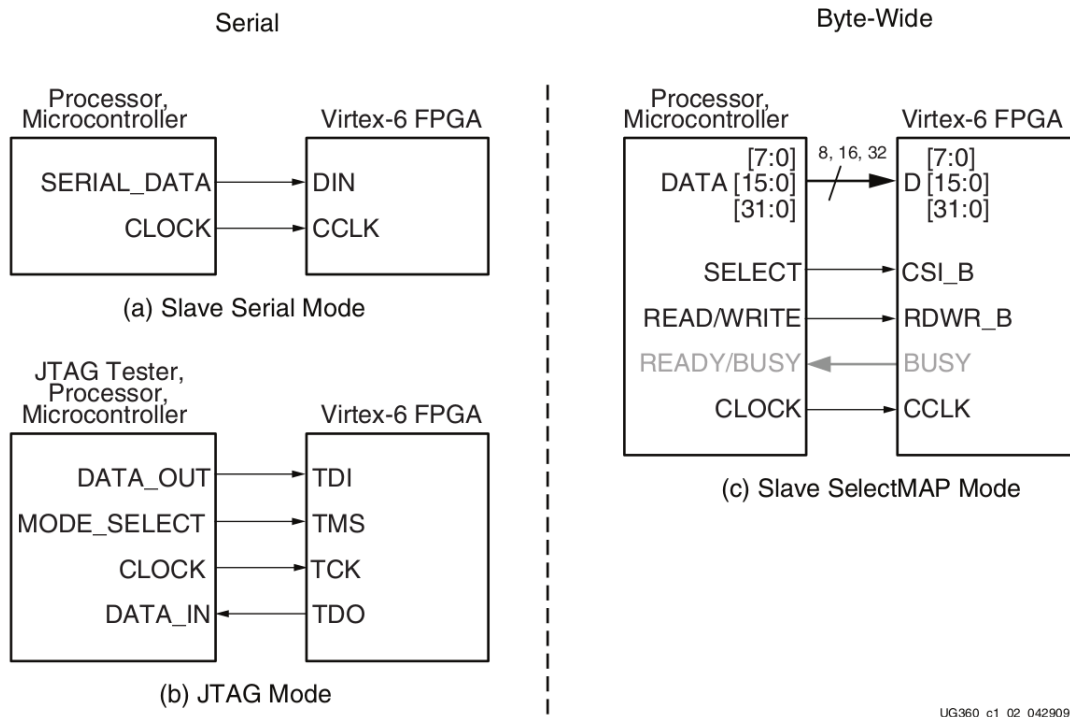 Serial
Processor,
Microcontroller
Virtex-6 FPGA
SERIAL_DATA
DIN
CLOCK
CCLK
(a) Slave Serial Mode
JTAG Tester,
Processor,
Microcontroller
Virtex-6 FPGA
DATA_OUT
TDI
MODE_SELECT
TMS
CLOCK
TCK
DATA_IN
TDO
(b) JTAG Mode
Byte-Wide
Processor,
Microcontroller
Virtex-6 FPGA
8, 16, 32
[7:0]
[7:0]
DATA [15:0]
D [15:0]
[31:0]
[31:0]
SELECT
CSI_B
READ/WRITE
RDWR_B
READY/BUSY
BUSY
CLOCK
CCLK
(c) Slave SelectMAP Mode
UG360_c1_02_042909